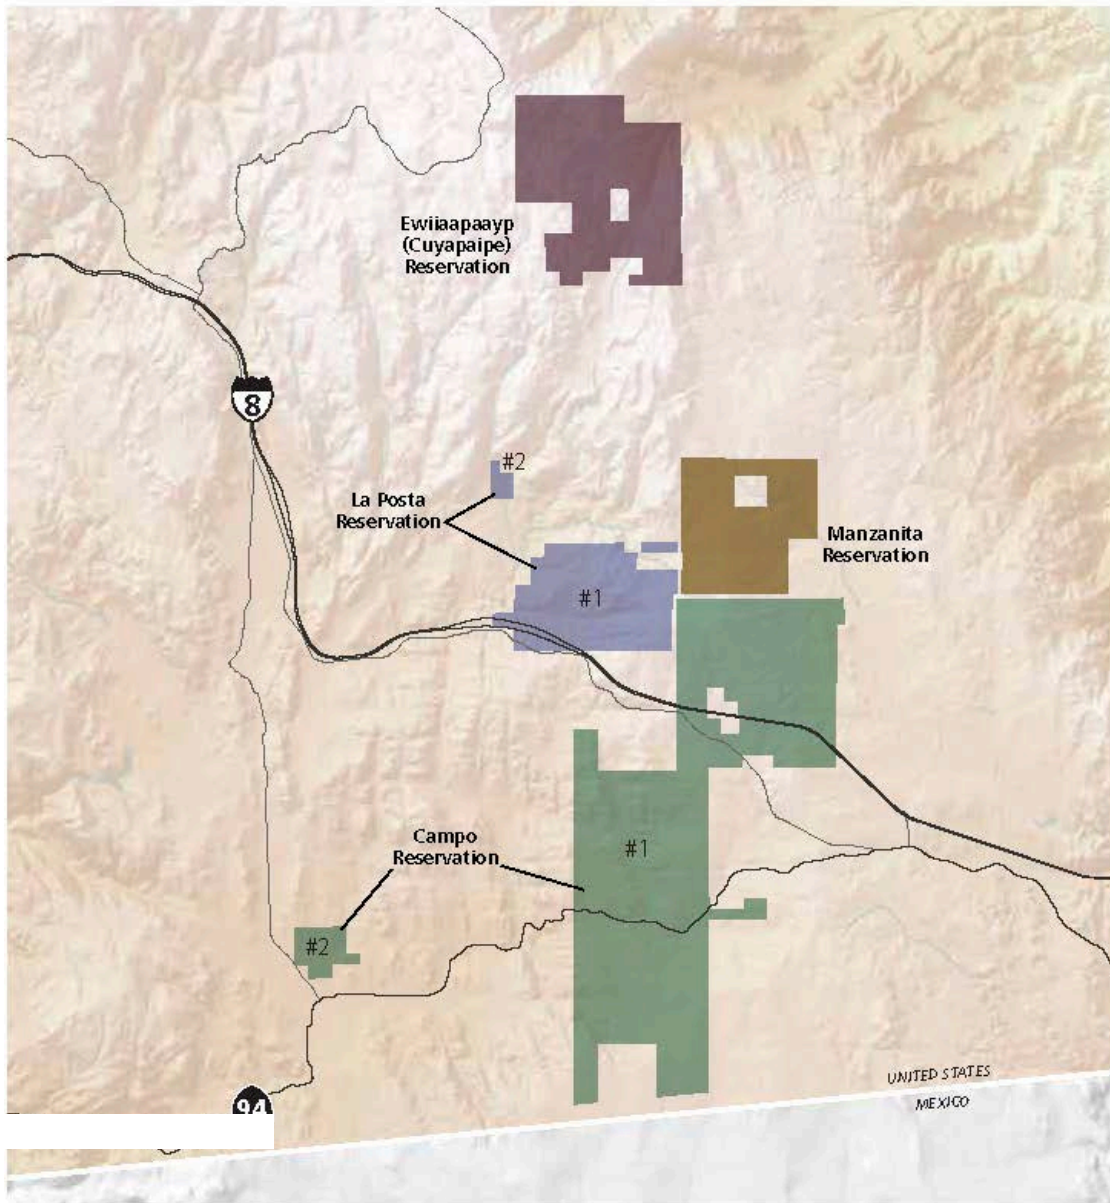 Ewiiaapaayp
(Cuyapaipe)
Reservation
8
#2
La Posta
Reservation
Manzanita
Reservation
#1
Campo
Reservation
#1
#2
UNITED STATES
MEXICO
94